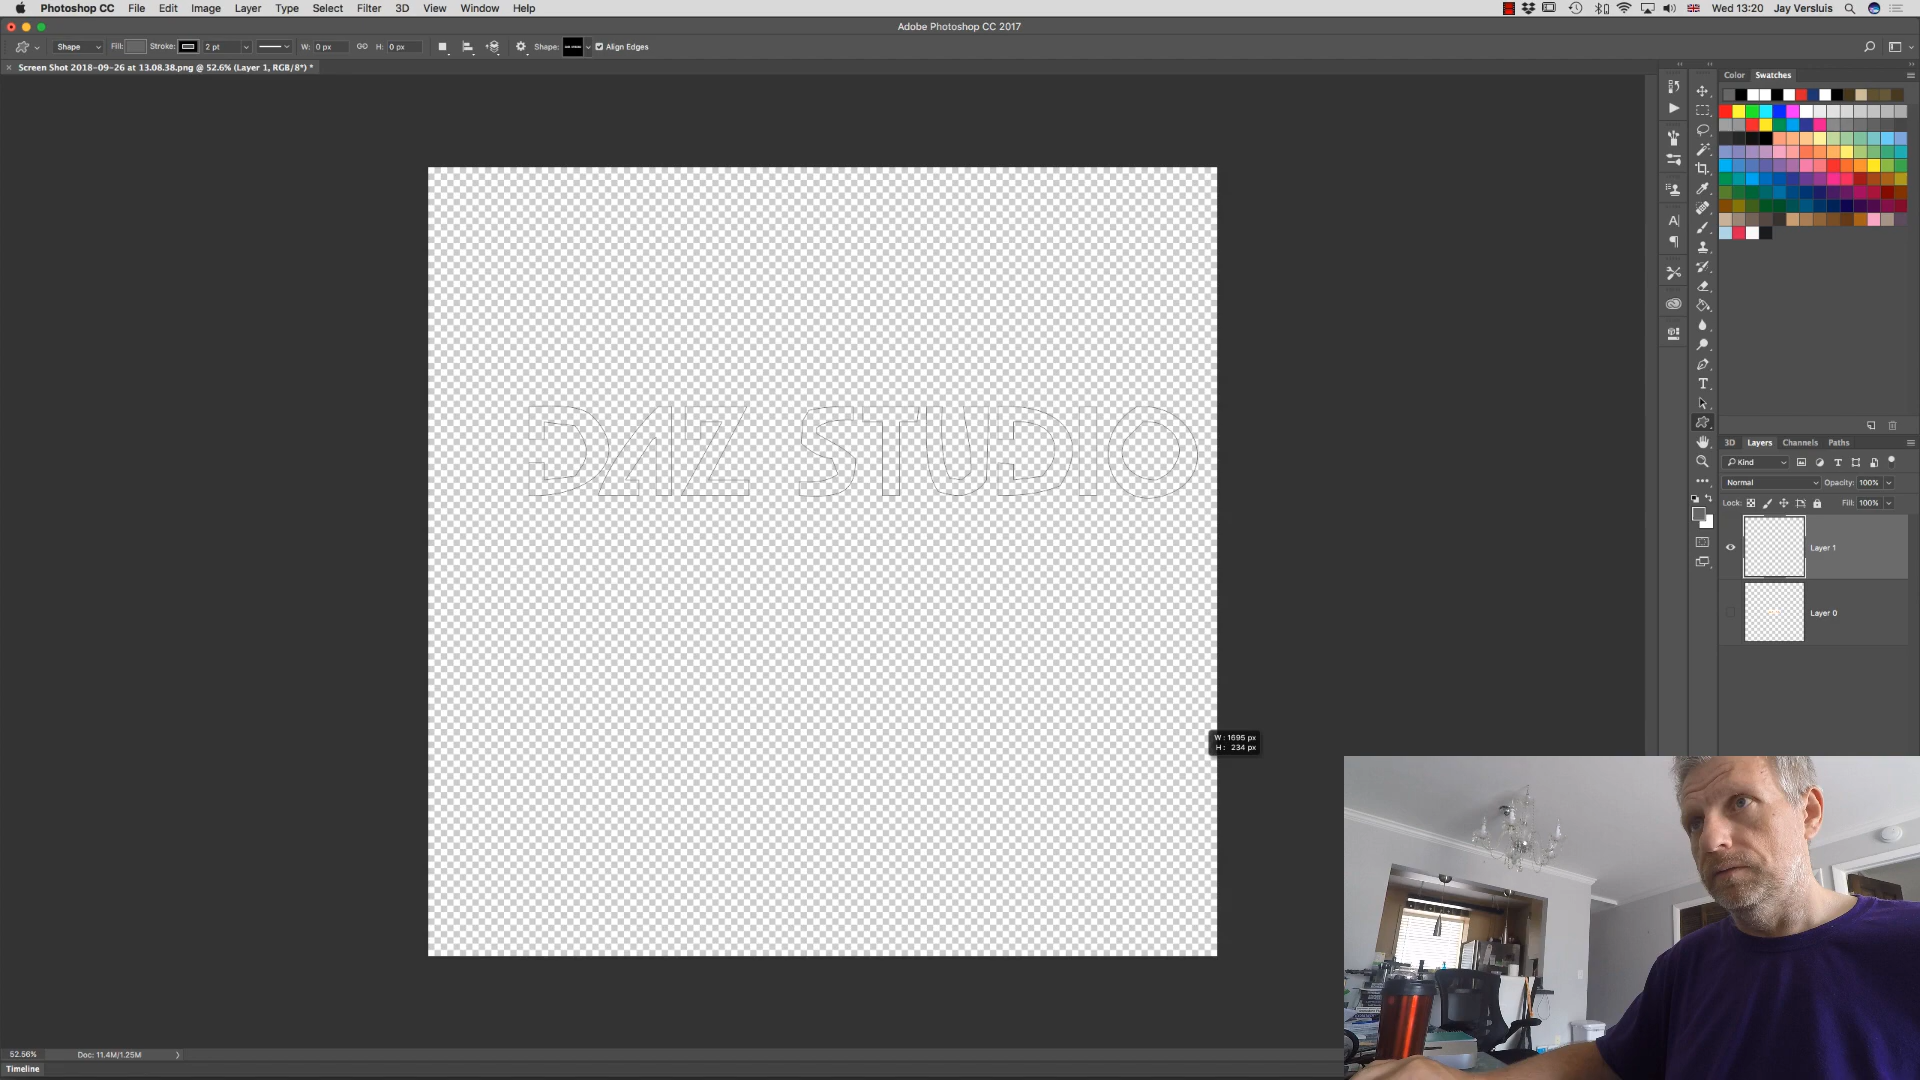 Photoshop CC File Edit Image Layer Type Select Filter 3D View Window Help Wed 13:20 Jay Versluis
Adobe Photoshop CC 2017
Shape Fill: Stroke: 2 pt W: 0 px H: 0 px Shape: Align Edges
Screen Shot 2018-09-26 at 13.08.38.png @ 52.6% (Layer 1, RGB/8*) *
Color Swatches
DAZ STUDIO
3D Layers Channels Paths
Kind
Normal Opacity: 100%
Lock: Fill: 100%
Layer 1
Layer 0
W: 1695 px
H: 234 px
52.56% Doc: 11.4M/1.25M
Timeline